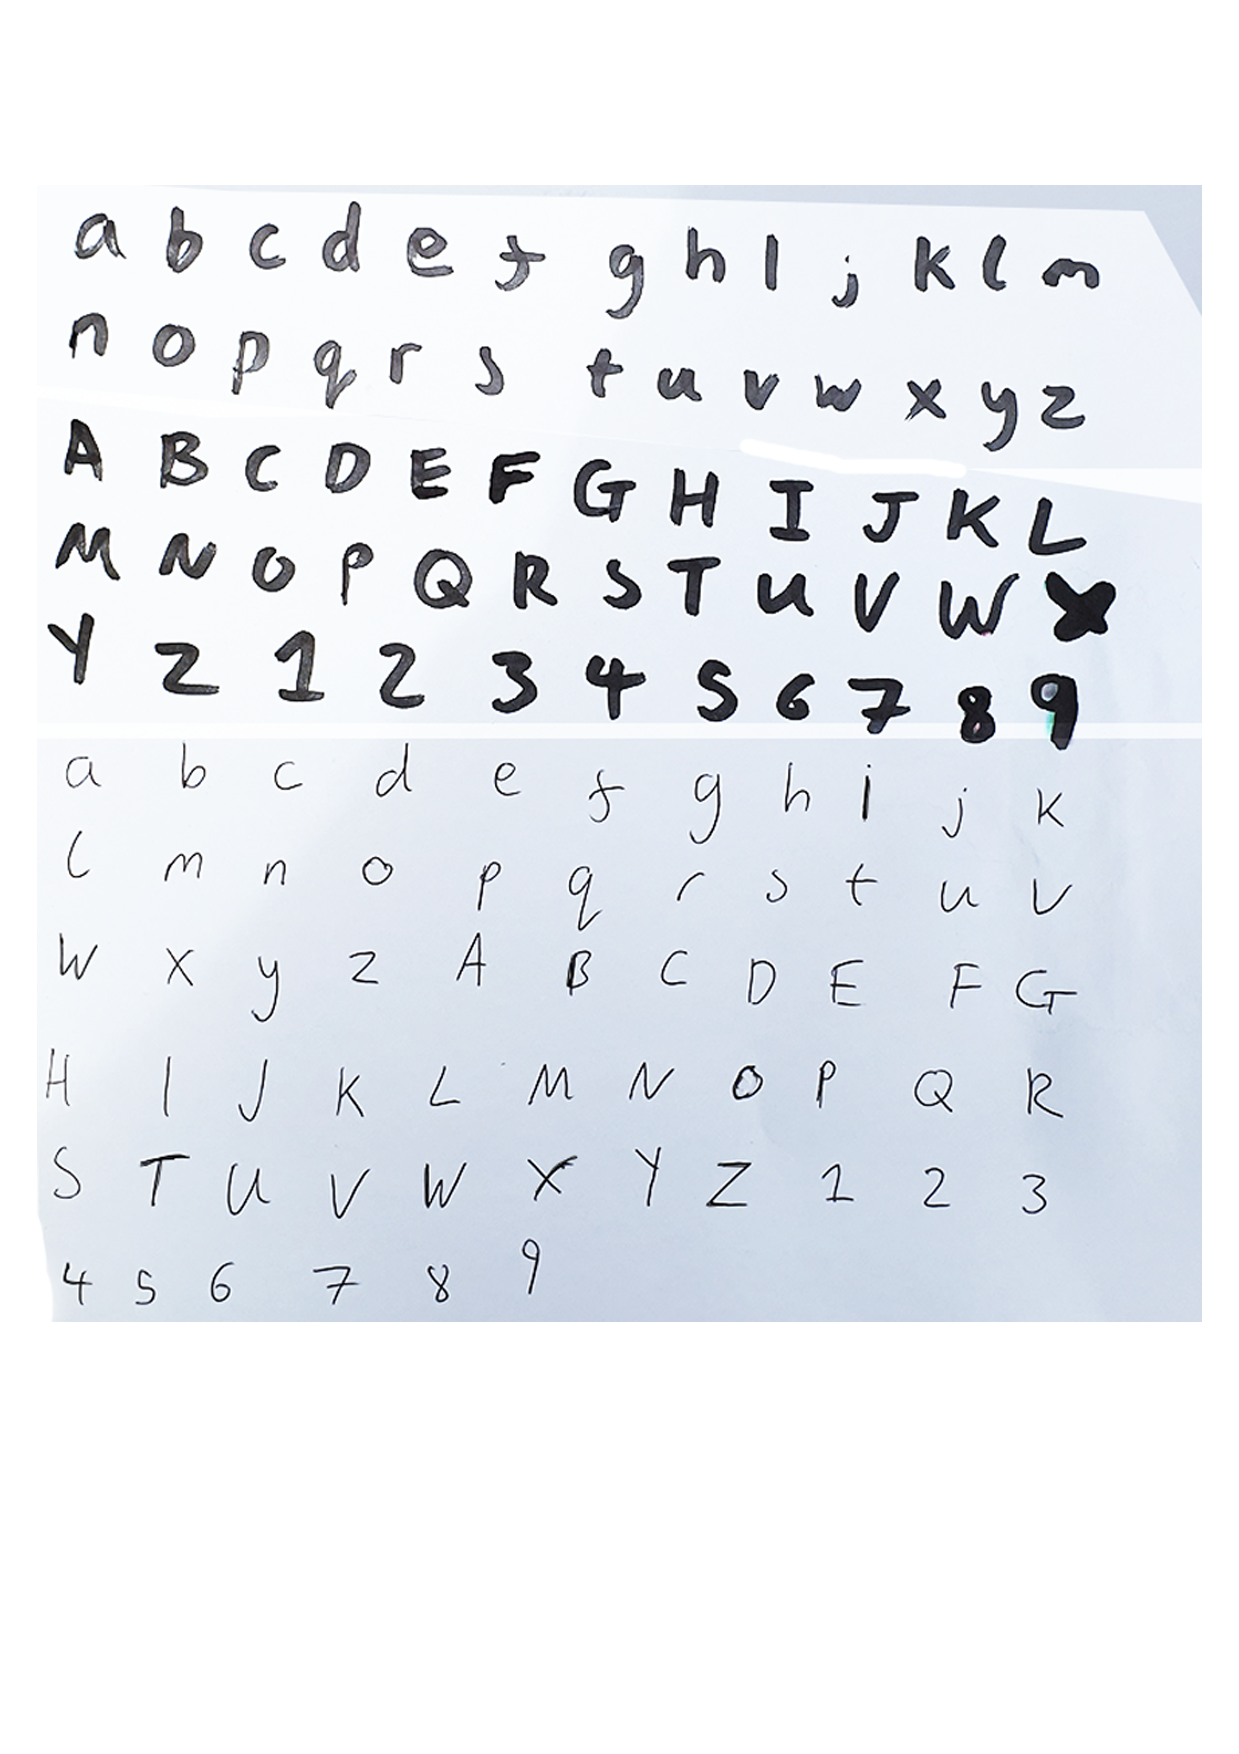 a b c d e f g h l j k l m
n o p q r s t u v w x y z
A B C D E F G H I J K L
M N O P Q R S T U V W X
Y Z 1 2 3 4 5 6 7 8 9
a b c d e f g h i j k
l m n o p q r s t u v
w x y z A B C D E F G
H I J K L M N O P Q R
S T U V W X Y Z 1 2 3
4 5 6 7 8 9